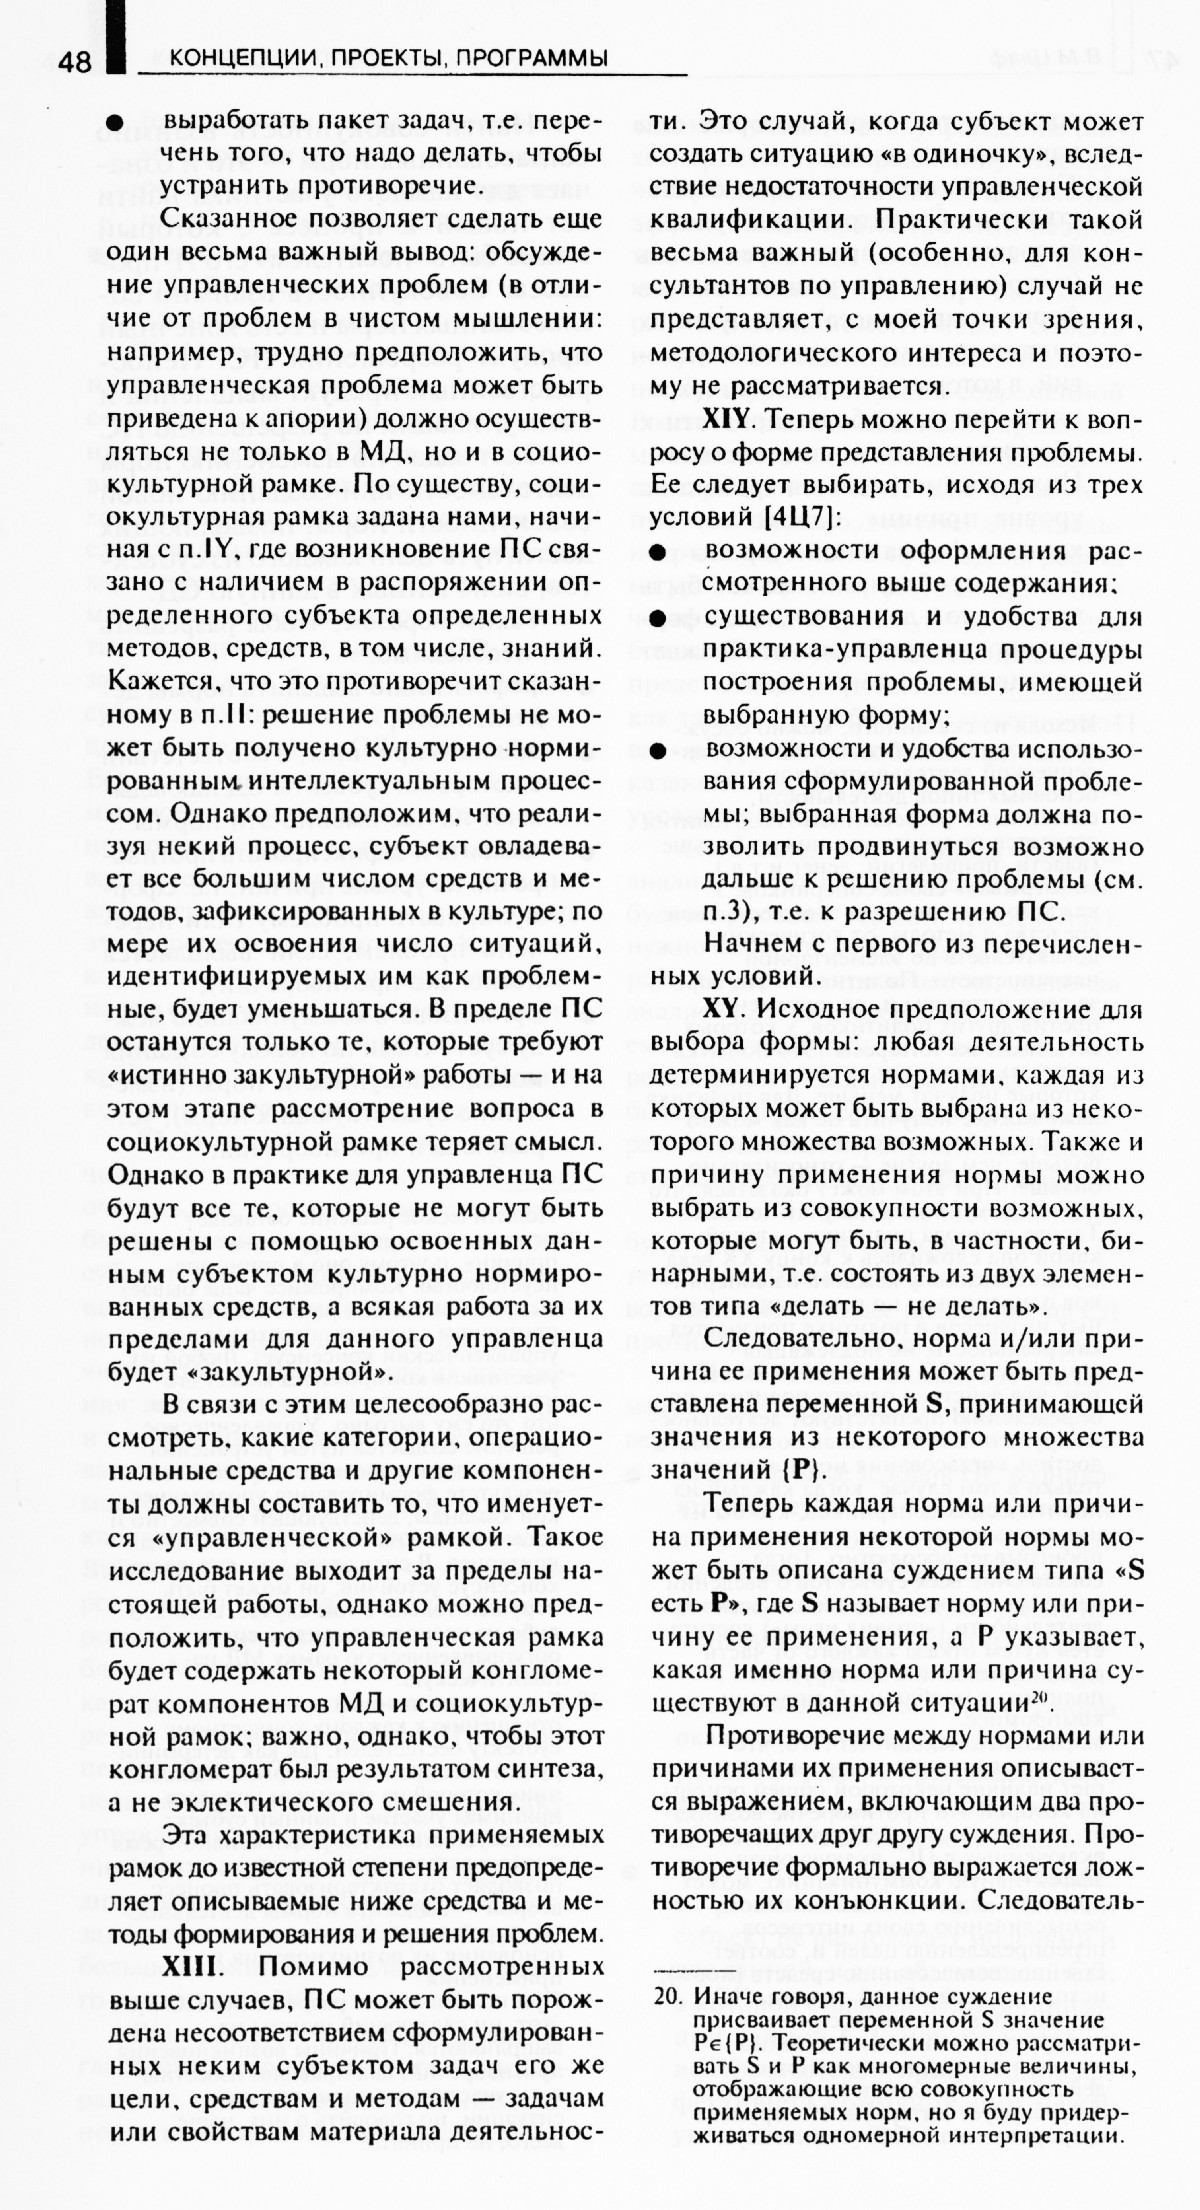 48
КОНЦЕПЦИИ, ПРОЕКТЫ, ПРОГРАММЫ
● выработать пакет задач, т.е. пере-
чень того, что надо делать, чтобы
устранить противоречие.
Сказанное позволяет сделать еще
один весьма важный вывод: обсужде-
ние управленческих проблем (в отли-
чие от проблем в чистом мышлении:
например, трудно предположить, что
управленческая проблема может быть
приведена к апории) должно осуществ-
ляться не только в МД, но и в социо-
культурной рамке. По существу, соци-
окультурная рамка задана нами, начи-
ная с п.IY, где возникновение ПС свя-
зано с наличием в распоряжении оп-
ределенного субъекта определенных
методов, средств, в том числе, знаний.
Кажется, что это противоречит сказан-
ному в п.II: решение проблемы не мо-
жет быть получено культурно норми-
рованным интеллектуальным процес-
сом. Однако предположим, что реали-
зуя некий процесс, субъект овладева-
ет все большим числом средств и ме-
тодов, зафиксированных в культуре; по
мере их освоения число ситуаций,
идентифицируемых им как проблем-
ные, будет уменьшаться. В пределе ПС
останутся только те, которые требуют
«истинно закультурной» работы — и на
этом этапе рассмотрение вопроса в
социокультурной рамке теряет смысл.
Однако в практике для управленца ПС
будут все те, которые не могут быть
решены с помощью освоенных дан-
ным субъектом культурно нормиро-
ванных средств, а всякая работа за их
пределами для данного управленца
будет «закультурной».
В связи с этим целесообразно рас-
смотреть, какие категории, операцио-
нальные средства и другие компонен-
ты должны составить то, что именует-
ся «управленческой» рамкой. Такое
исследование выходит за пределы на-
стоящей работы, однако можно пред-
положить, что управленческая рамка
будет содержать некоторый конгломе-
рат компонентов МД и социокультур-
ной рамок; важно, однако, чтобы этот
конгломерат был результатом синтеза,
а не эклектического смешения.
Эта характеристика применяемых
рамок до известной степени предопреде-
ляет описываемые ниже средства и ме-
тоды формирования и решения проблем.
XIII. Помимо рассмотренных
выше случаев, ПС может быть порож-
дена несоответствием сформулирован-
ных неким субъектом задач его же
цели, средствам и методам — задачам
или свойствам материала деятельнос-
ти. Это случай, когда субъект может
создать ситуацию «в одиночку», вслед-
ствие недостаточности управленческой
квалификации. Практически такой
весьма важный (особенно, для кон-
сультантов по управлению) случай не
представляет, с моей точки зрения,
методологического интереса и поэто-
му не рассматривается.
XIY. Теперь можно перейти к воп-
росу о форме представления проблемы.
Ее следует выбирать, исходя из трех
условий [4Ц7]:
● возможности оформления рас-
смотренного выше содержания;
● существования и удобства для
практика-управленца процедуры
построения проблемы, имеющей
выбранную форму;
● возможности и удобства использо-
вания сформулированной пробле-
мы; выбранная форма должна по-
зволить продвинуться возможно
дальше к решению проблемы (см.
п.3), т.е. к разрешению ПС.
Начнем с первого из перечислен-
ных условий.
XY. Исходное предположение для
выбора формы: любая деятельность
детерминируется нормами, каждая из
которых может быть выбрана из неко-
торого множества возможных. Также и
причину применения нормы можно
выбрать из совокупности возможных,
которые могут быть, в частности, би-
нарными, т.е. состоять из двух элемен-
тов типа «делать — не делать».
Следовательно, норма и/или при-
чина ее применения может быть пред-
ставлена переменной S, принимающей
значения из некоторого множества
значений {P}.
Теперь каждая норма или причи-
на применения некоторой нормы мо-
жет быть описана суждением типа «S
есть P», где S называет норму или при-
чину ее применения, а P указывает,
какая именно норма или причина су-
ществуют в данной ситуации²⁰.
Противоречие между нормами или
причинами их применения описывает-
ся выражением, включающим два про-
тиворечащих друг другу суждения. Про-
тиворечие формально выражается лож-
ностью их конъюнкции. Следователь-
20. Иначе говоря, данное суждение
присваивает переменной S значение
P∈{P}. Теоретически можно рассматри-
вать S и P как многомерные величины,
отображающие всю совокупность
применяемых норм, но я буду придер-
живаться одномерной интерпретации.